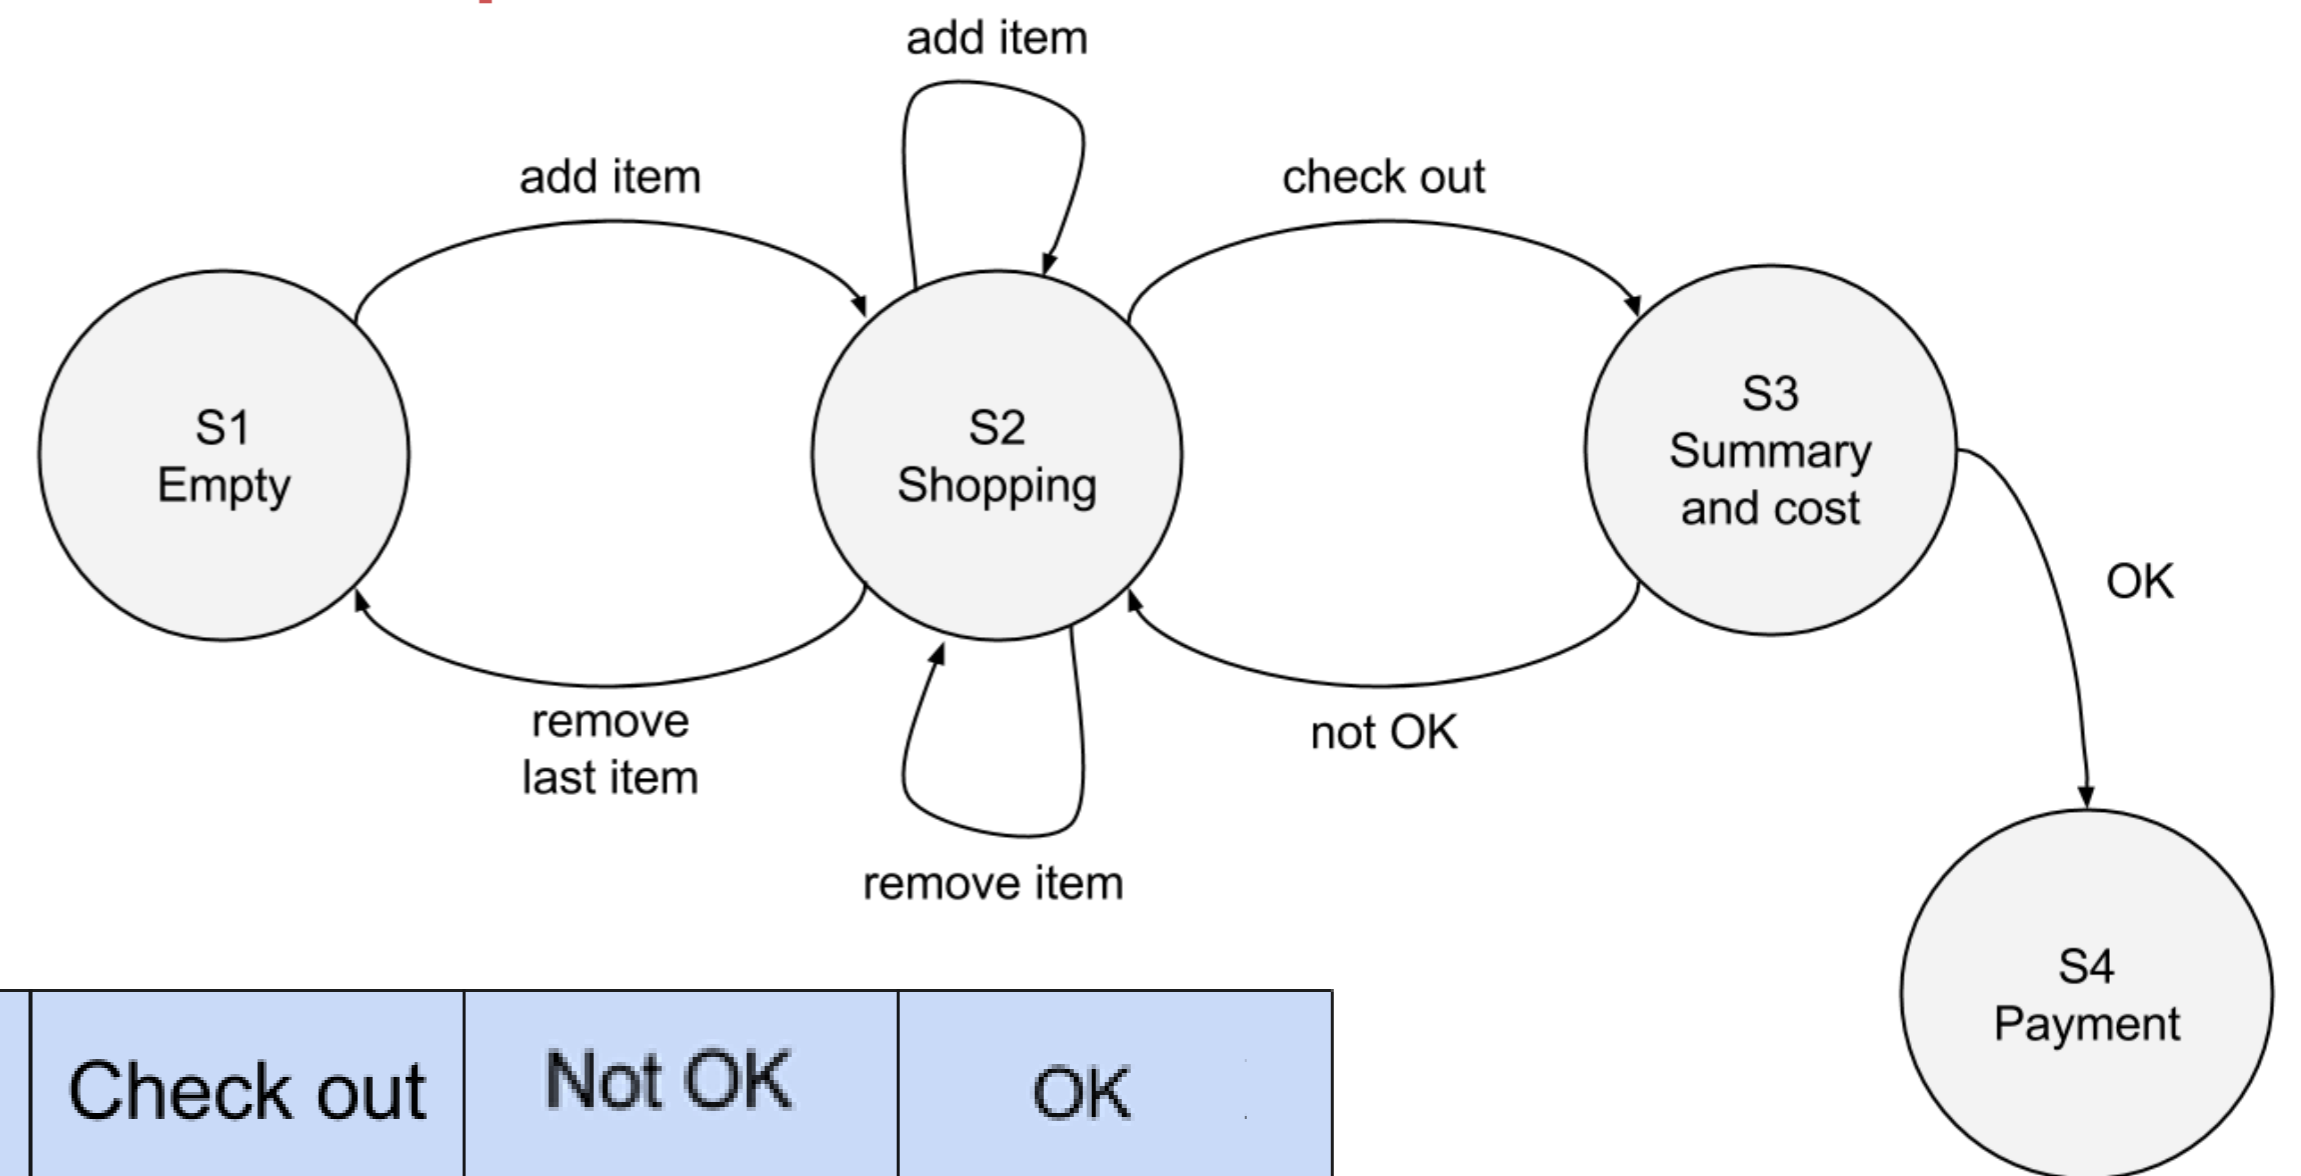 add item
add item
check out
S1
Empty
S2
Shopping
S3
Summary
and cost
OK
remove
last item
not OK
remove item
S4
Payment
Check out
Not OK
OK